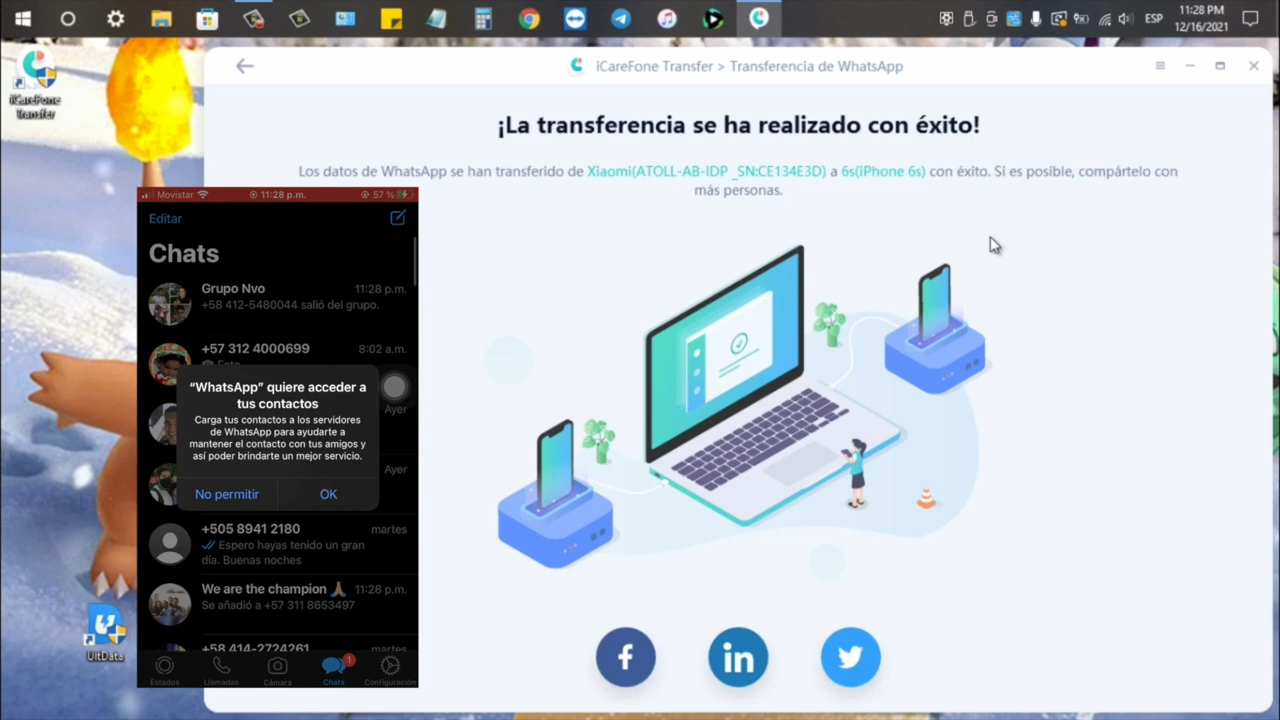 11:28 PM
ESP
12/16/2021
iCareFone Transfer > Transferencia de WhatsApp
iCareFone
Transfer
¡La transferencia se ha realizado con éxito!
Los datos de WhatsApp se han transferido de Xiaomi(ATOLL-AB-IDP _SN:CE134E3D) a 6s(iPhone 6s) con éxito. Si es posible, compártelo con
más personas.
Movistar 11:28 p.m. 57 %
Editar
Chats
Grupo Nvo 11:28 p.m.
+58 412-5480044 salió del grupo.
+57 312 4000699 8:02 a.m.
Foto
“WhatsApp” quiere acceder a
tus contactos
Ayer
Carga tus contactos a los servidores
de WhatsApp para ayudarte a
mantener el contacto con tus amigos y
así poder brindarte un mejor servicio.
Ayer
No permitir OK
+505 8941 2180 martes
Espero hayas tenido un gran
día. Buenas noches
We are the champion 11:28 p.m.
Se añadió a +57 311 8653497
+58 414-2724261 martes
1
Estados Llamadas Cámara Chats Configuración
UltData